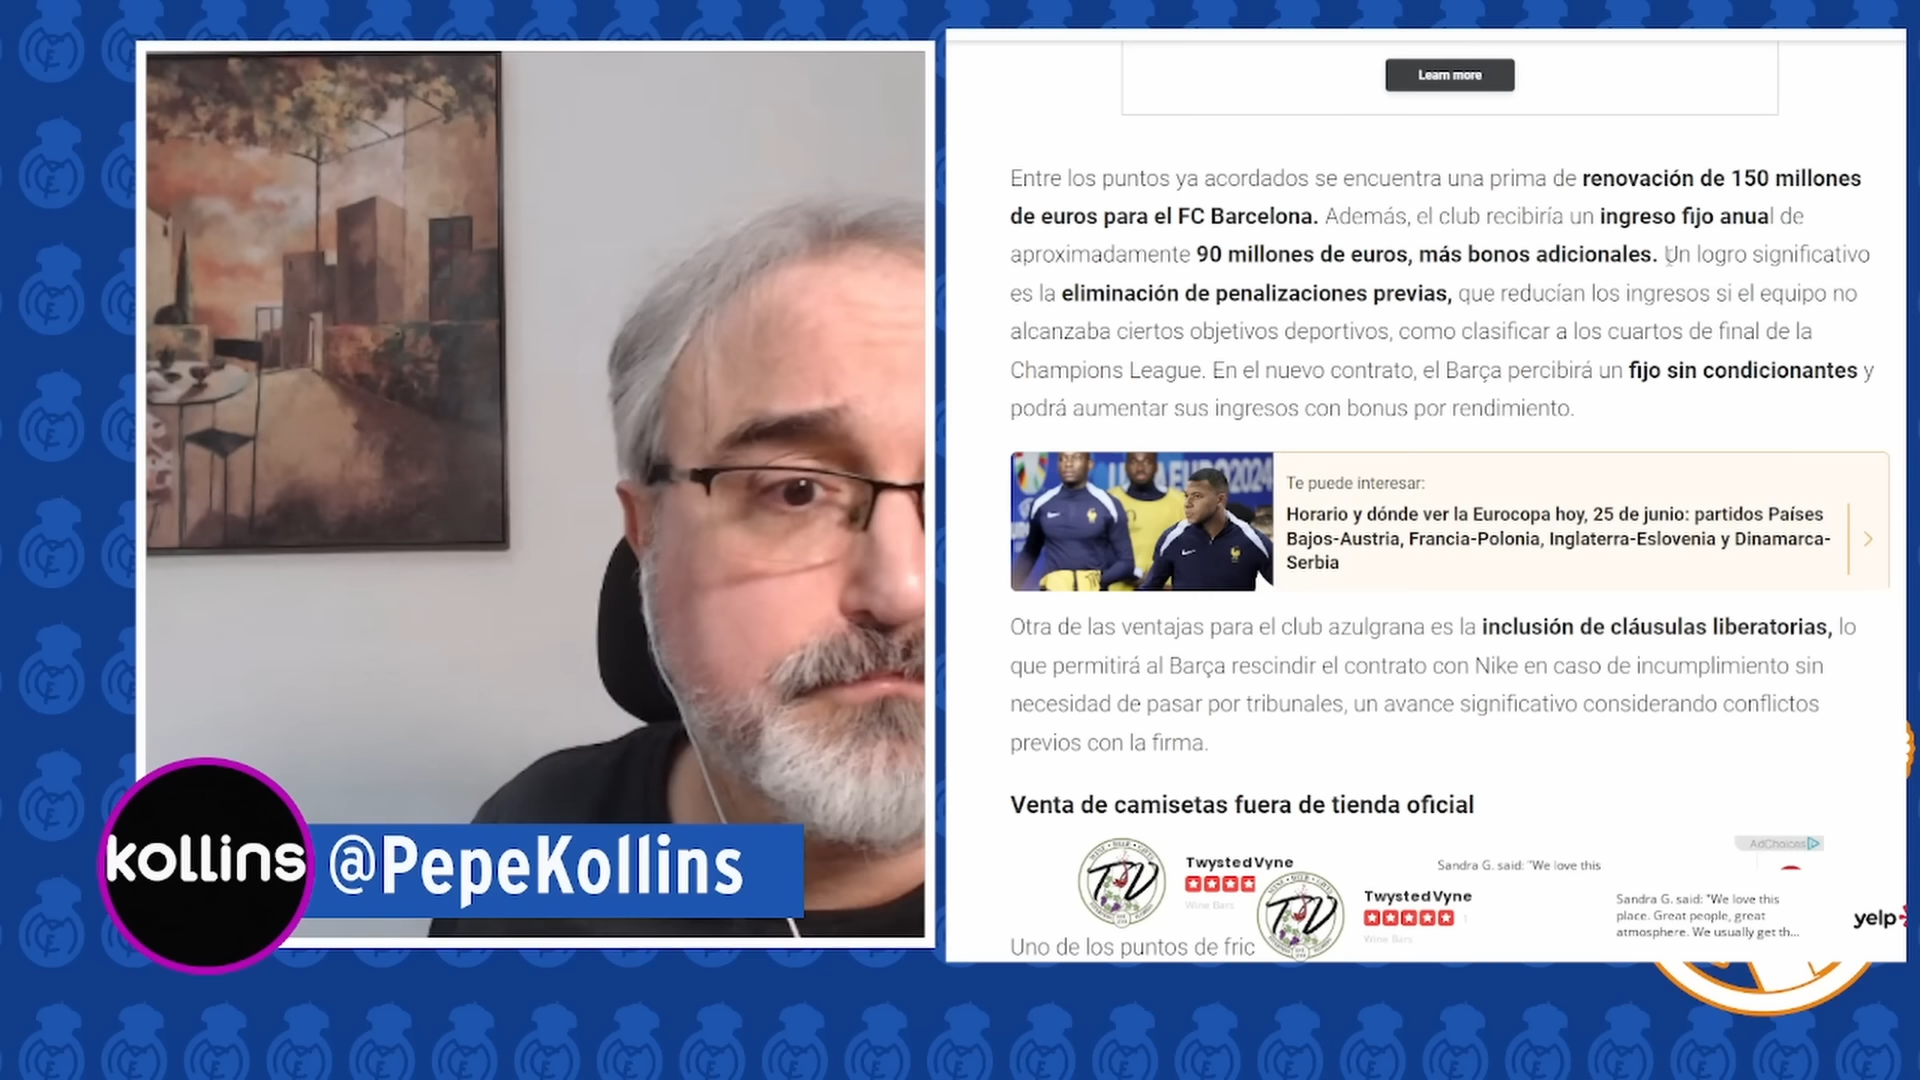 Learn more
Entre los puntos ya acordados se encuentra una prima de renovación de 150 millones
de euros para el FC Barcelona. Además, el club recibiría un ingreso fijo anual de
aproximadamente 90 millones de euros, más bonos adicionales. Un logro significativo
es la eliminación de penalizaciones previas, que reducían los ingresos si el equipo no
alcanzaba ciertos objetivos deportivos, como clasificar a los cuartos de final de la
Champions League. En el nuevo contrato, el Barça percibirá un fijo sin condicionantes y
podrá aumentar sus ingresos con bonus por rendimiento.
Te puede interesar:
Horario y dónde ver la Eurocopa hoy, 25 de junio: partidos Países
Bajos-Austria, Francia-Polonia, Inglaterra-Eslovenia y Dinamarca-
Serbia
Otra de las ventajas para el club azulgrana es la inclusión de cláusulas liberatorias, lo
que permitirá al Barça rescindir el contrato con Nike en caso de incumplimiento sin
necesidad de pasar por tribunales, un avance significativo considerando conflictos
previos con la firma.
Venta de camisetas fuera de tienda oficial
AdChoices
TwystedVyne
Sandra G. said: "We love this
Wine Bars
TwystedVyne
1
Wine Bars
Sandra G. said: "We love this
place. Great people, great
atmosphere. We usually get th...
yelp
Uno de los puntos de fric
kollins
@PepeKollins